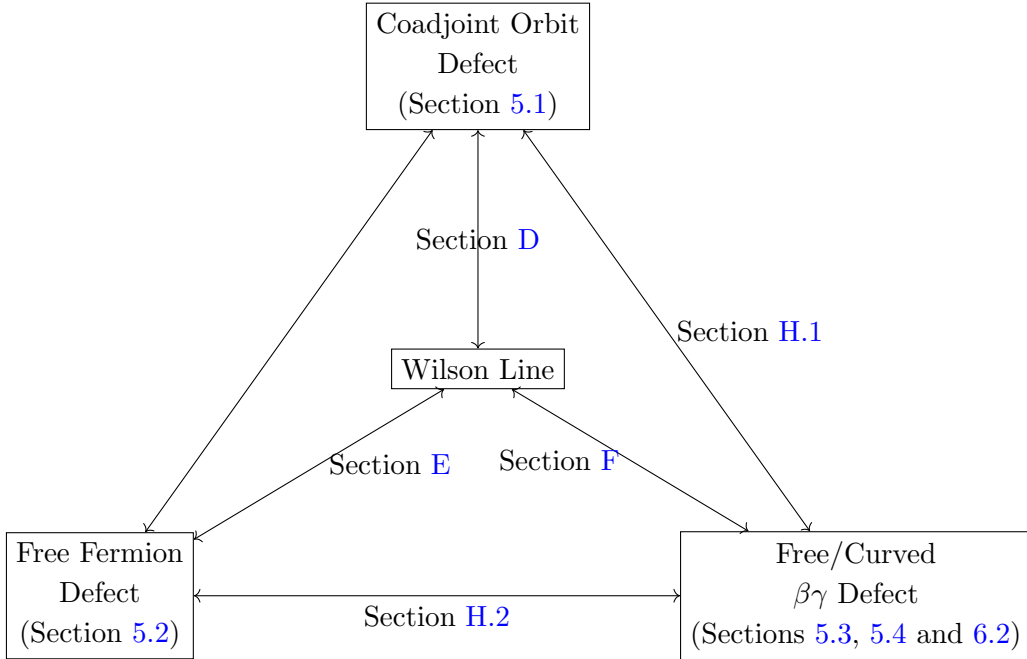 Coadjoint Orbit
Defect
(Section 5.1)
Section D
Section H.1
Wilson Line
Section E
Section F
Free Fermion
Defect
(Section 5.2)
Section H.2
Free/Curved
βγ Defect
(Sections 5.3, 5.4 and 6.2)